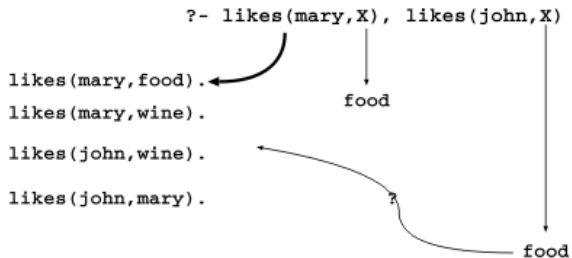 ?- likes(mary,X), likes(john,X)
likes(mary,food).
food
likes(mary,wine).
likes(john,wine).
likes(john,mary).
?
food